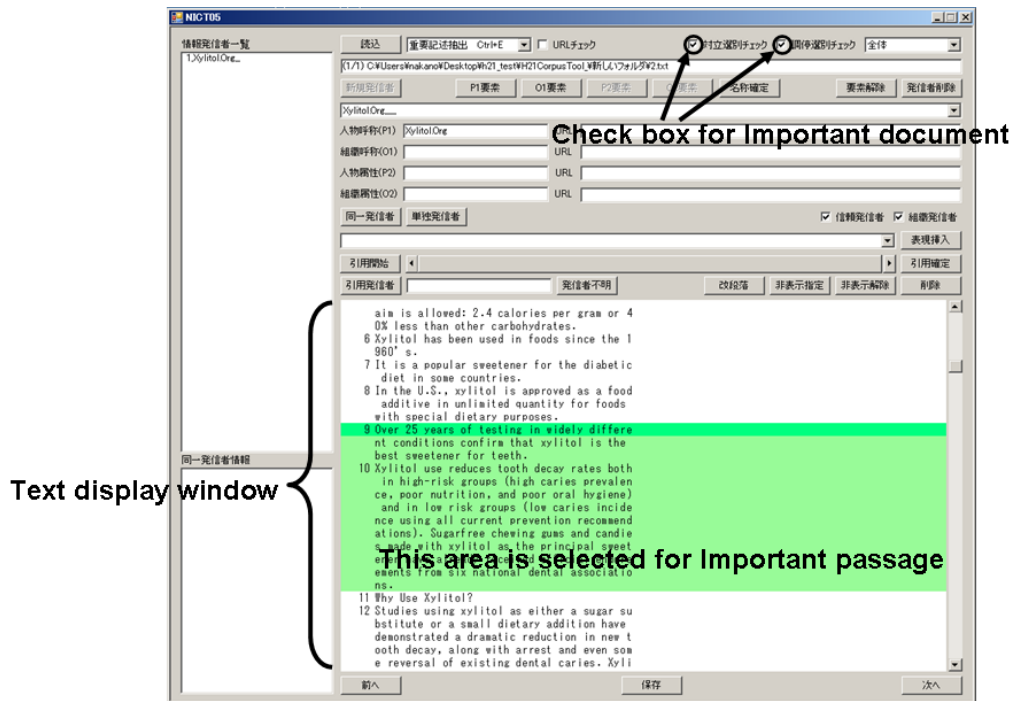 NICT05
情報発信者一覧
読込 重要記述抽出 Ctrl+E URLチェック 対立選別チェック 調停選別チェック 全体
1,Xylitol.Org_
(1/1) C:¥Users¥nakano¥Desktop¥h21_test¥H21CorpusTool_¥新しいフォルダ¥2.txt
新規発信者 P1要素 O1要素 P2要素 要素 名称確定 要素解除 発信者削除
Xylitol.Org__
Check box for Important document
人物呼称(P1) Xylitol.Org
組織呼称(O1) URL
人物属性(P2) URL
組織属性(O2) URL
同一発信者 単独発信者 信頼発信者 組織発信者
表現挿入
引用開始 引用確定
引用発信者 発信者不明 改段落 非表示指定 非表示解除 削除
aim is allowed: 2.4 calories per gram or 4
0% less than other carbohydrates.
6 Xylitol has been used in foods since the 1
960' s.
7 It is a popular sweetener for the diabetic
diet in some countries.
8 In the U.S., xylitol is approved as a food
additive in unlimited quantity for foods
with special dietary purposes.
9 Over 25 years of testing in widely differe
nt conditions confirm that xylitol is the
best sweetener for teeth.
同一発信者情報
10 Xylitol use reduces tooth decay rates both
in high-risk groups (high caries prevalen
ce, poor nutrition, and poor oral hygiene)
Text display window
and in low risk groups (low caries incide
nce using all current prevention recommend
ations). Sugarfree chewing gums and candie
s made with xylitol as the principal sweet
This area is selected for Important passage
ements from six national dental associatio
ns.
11 Why Use Xylitol?
12 Studies using xylitol as either a sugar su
bstitute or a small dietary addition have
demonstrated a dramatic reduction in new t
ooth decay, along with arrest and even som
e reversal of existing dental caries. Xyli
前へ 保存 次へ